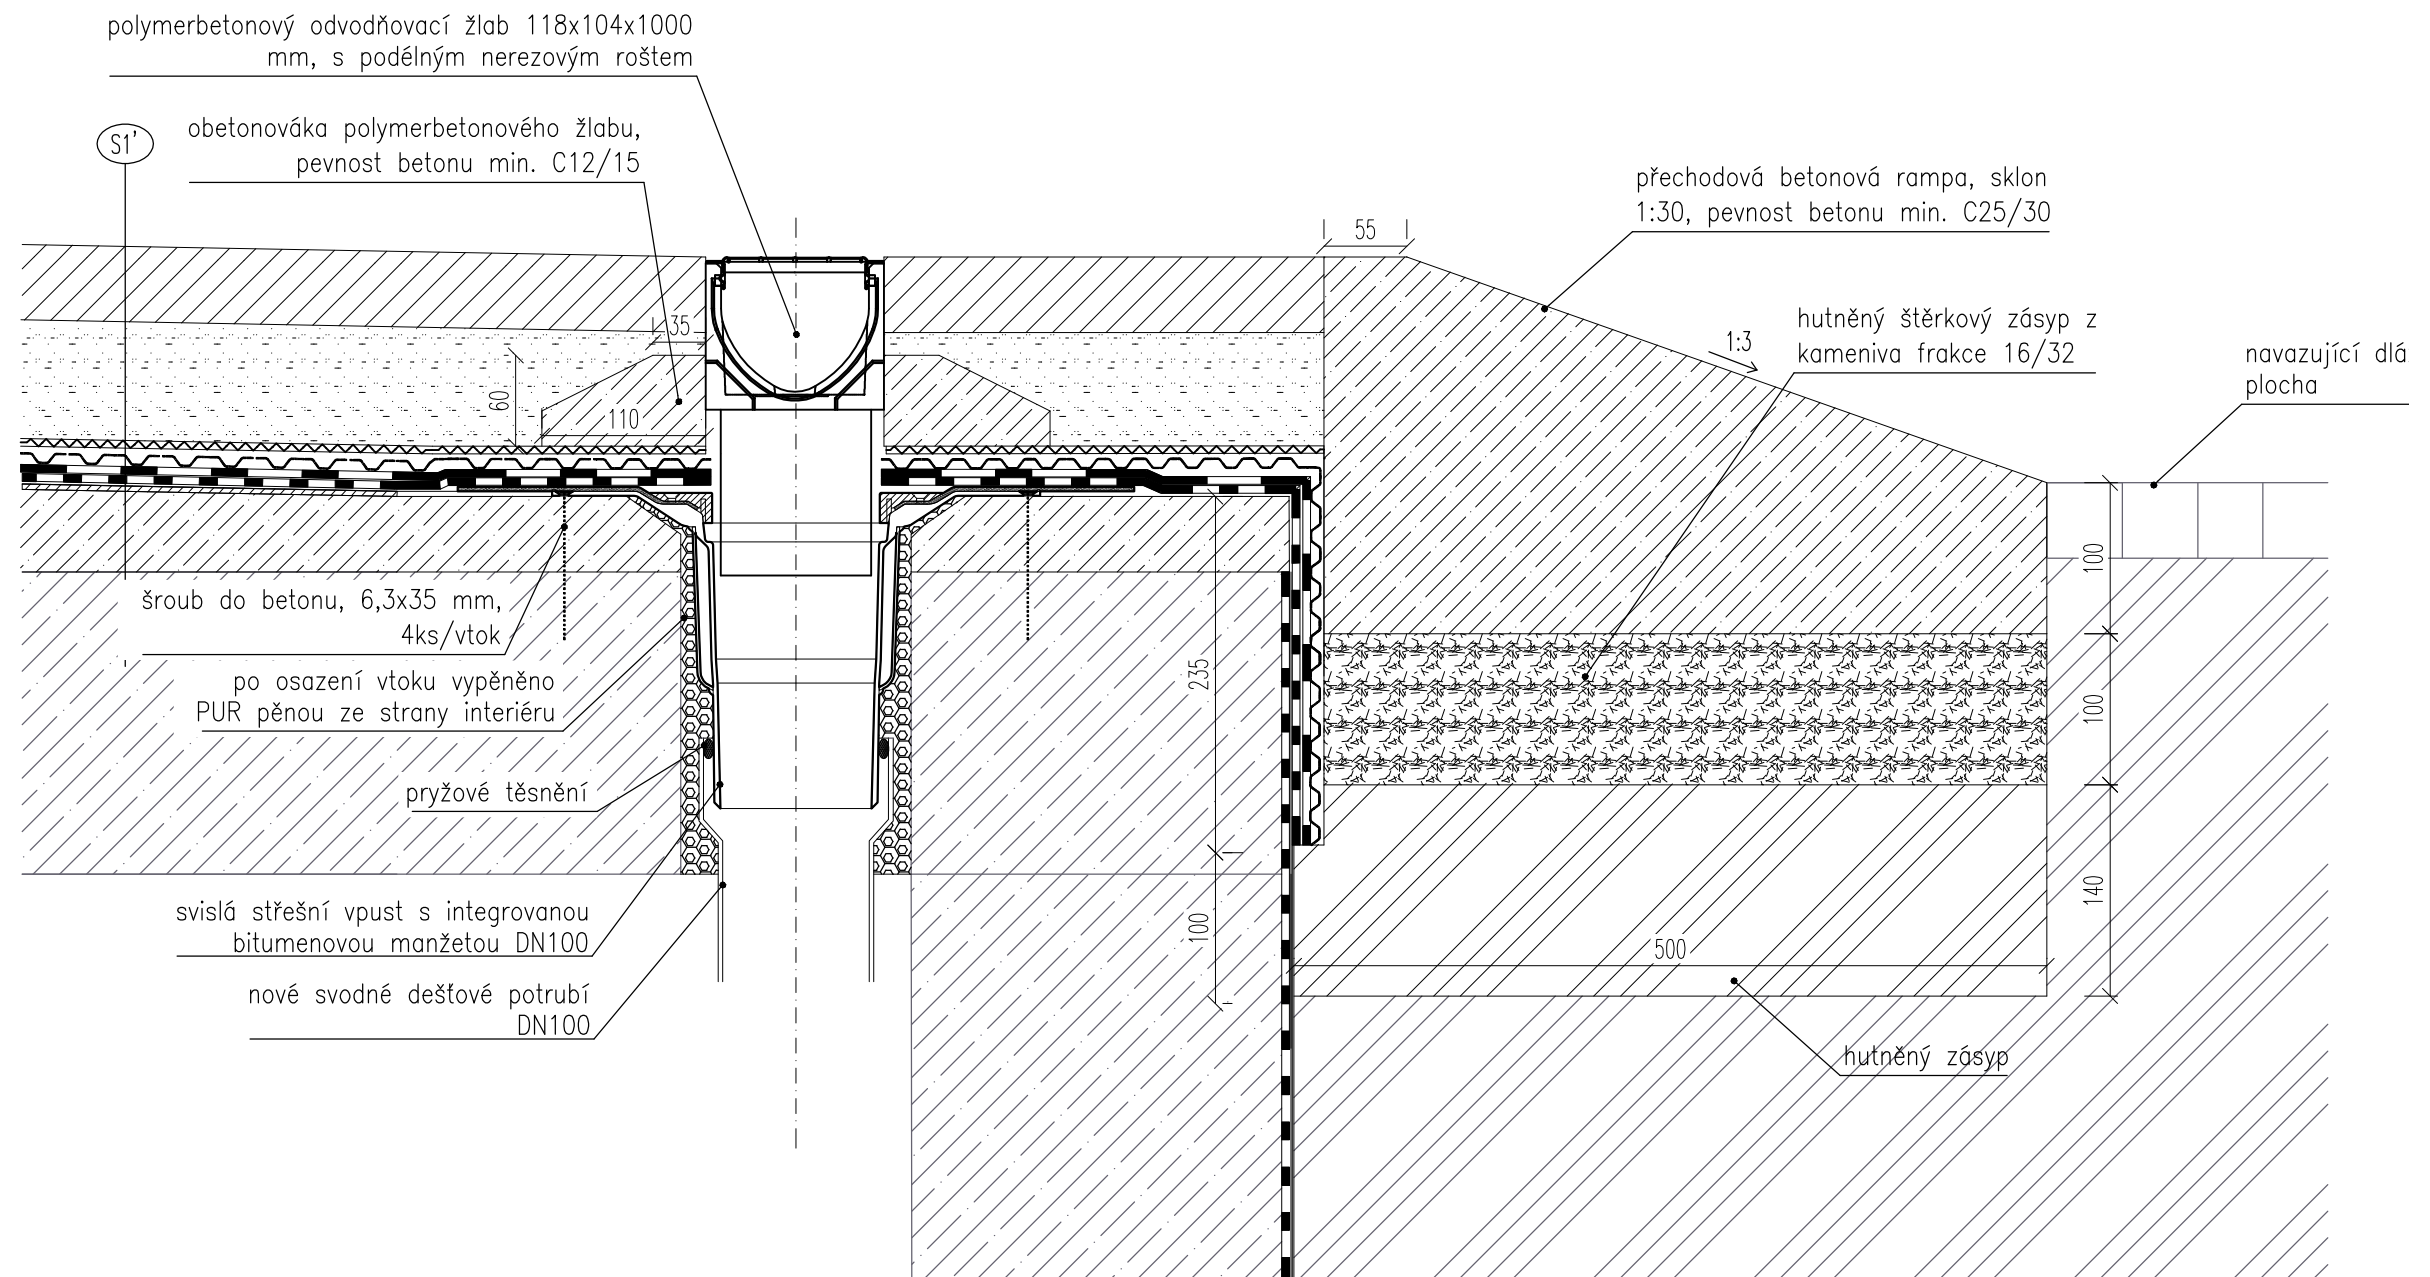 polymerbetonový odvodňovací žlab 118x104x1000
mm, s podélným nerezovým roštem
S1'
obetonováka polymerbetonového žlabu,
pevnost betonu min. C12/15
přechodová betonová rampa, sklon
1:30, pevnost betonu min. C25/30
55
hutněný štěrkový zásyp z
kameniva frakce 16/32
1:3
navazující dlá
plocha
35
60
110
šroub do betonu, 6,3x35 mm,
4ks/vtok
po osazení vtoku vypěněno
PUR pěnou ze strany interiéru
pryžové těsnění
svislá střešní vpust s integrovanou
bitumenovou manžetou DN100
nové svodné dešťové potrubí
DN100
235
100
100
100
140
500
hutněný zásyp